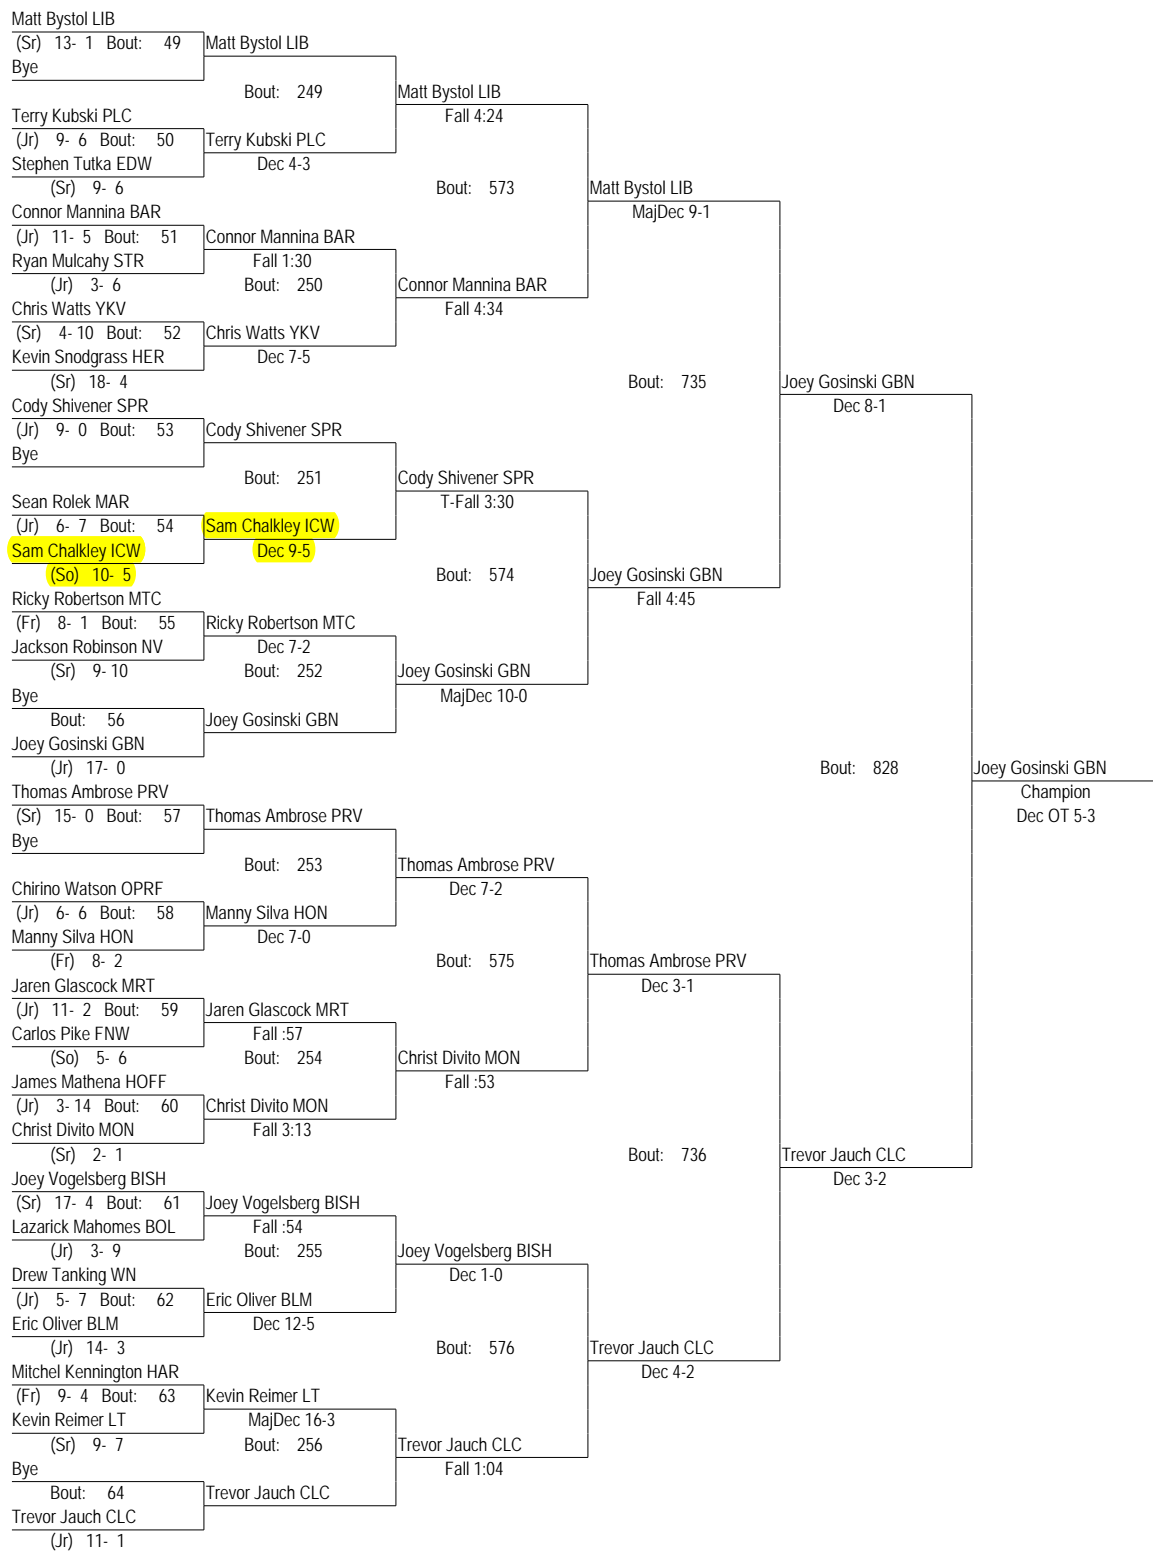 Matt Bystol LIB
(Sr) 13- 1 Bout: 49 Matt Bystol LIB
Bye
Bout: 249 Matt Bystol LIB
Terry Kubski PLC Fall 4:24
(Jr) 9- 6 Bout: 50 Terry Kubski PLC
Stephen Tutka EDW Dec 4-3
(Sr) 9- 6 Bout: 573 Matt Bystol LIB
Connor Mannina BAR MajDec 9-1
(Jr) 11- 5 Bout: 51 Connor Mannina BAR
Ryan Mulcahy STR Fall 1:30
(Jr) 3- 6 Bout: 250 Connor Mannina BAR
Chris Watts YKV Fall 4:34
(Sr) 4- 10 Bout: 52 Chris Watts YKV
Kevin Snodgrass HER Dec 7-5
(Sr) 18- 4 Bout: 735 Joey Gosinski GBN
Cody Shivener SPR Dec 8-1
(Jr) 9- 0 Bout: 53 Cody Shivener SPR
Bye
Bout: 251 Cody Shivener SPR
Sean Rolek MAR T-Fall 3:30
(Jr) 6- 7 Bout: 54 Sam Chalkley ICW
Sam Chalkley ICW Dec 9-5
(So) 10- 5 Bout: 574 Joey Gosinski GBN
Ricky Robertson MTC Fall 4:45
(Fr) 8- 1 Bout: 55 Ricky Robertson MTC
Jackson Robinson NV Dec 7-2
(Sr) 9- 10 Bout: 252 Joey Gosinski GBN
Bye MajDec 10-0
Bout: 56 Joey Gosinski GBN
Joey Gosinski GBN
(Jr) 17- 0 Bout: 828 Joey Gosinski GBN
Thomas Ambrose PRV Champion
(Sr) 15- 0 Bout: 57 Thomas Ambrose PRV Dec OT 5-3
Bye
Bout: 253 Thomas Ambrose PRV
Chirino Watson OPRF Dec 7-2
(Jr) 6- 6 Bout: 58 Manny Silva HON
Manny Silva HON Dec 7-0
(Fr) 8- 2 Bout: 575 Thomas Ambrose PRV
Jaren Glascock MRT Dec 3-1
(Jr) 11- 2 Bout: 59 Jaren Glascock MRT
Carlos Pike FNW Fall :57
(So) 5- 6 Bout: 254 Christ Divito MON
James Mathena HOFF Fall :53
(Jr) 3- 14 Bout: 60 Christ Divito MON
Christ Divito MON Fall 3:13
(Sr) 2- 1 Bout: 736 Trevor Jauch CLC
Joey Vogelsberg BISH Dec 3-2
(Sr) 17- 4 Bout: 61 Joey Vogelsberg BISH
Lazarick Mahomes BOL Fall :54
(Jr) 3- 9 Bout: 255 Joey Vogelsberg BISH
Drew Tanking WN Dec 1-0
(Jr) 5- 7 Bout: 62 Eric Oliver BLM
Eric Oliver BLM Dec 12-5
(Jr) 14- 3 Bout: 576 Trevor Jauch CLC
Mitchel Kennington HAR Dec 4-2
(Fr) 9- 4 Bout: 63 Kevin Reimer LT
Kevin Reimer LT MajDec 16-3
(Sr) 9- 7 Bout: 256 Trevor Jauch CLC
Bye Fall 1:04
Bout: 64 Trevor Jauch CLC
Trevor Jauch CLC
(Jr) 11- 1